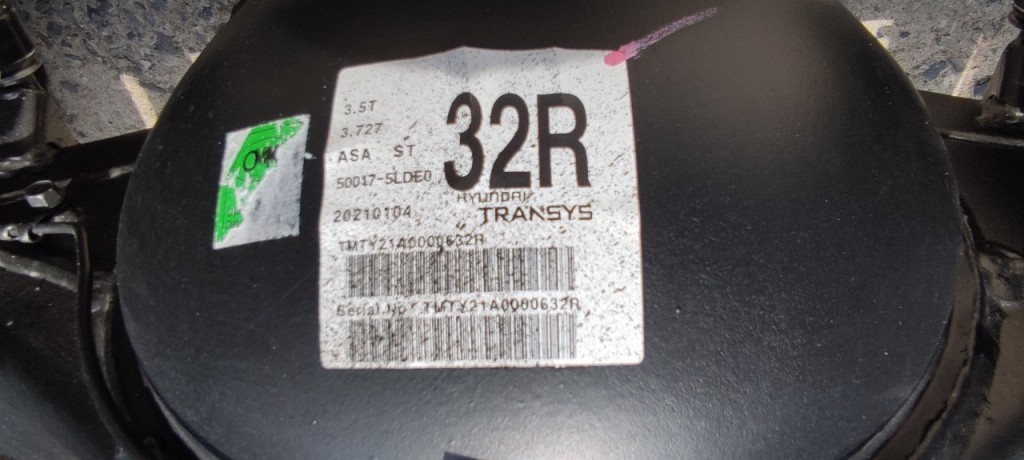 3.5T
3.727
ASA ST
50017-5LDE0
32R
HYUNDAI
TRANSYS
20210104
TMTY21A0000632R
Serial No : TMTY21A0000632R
OK